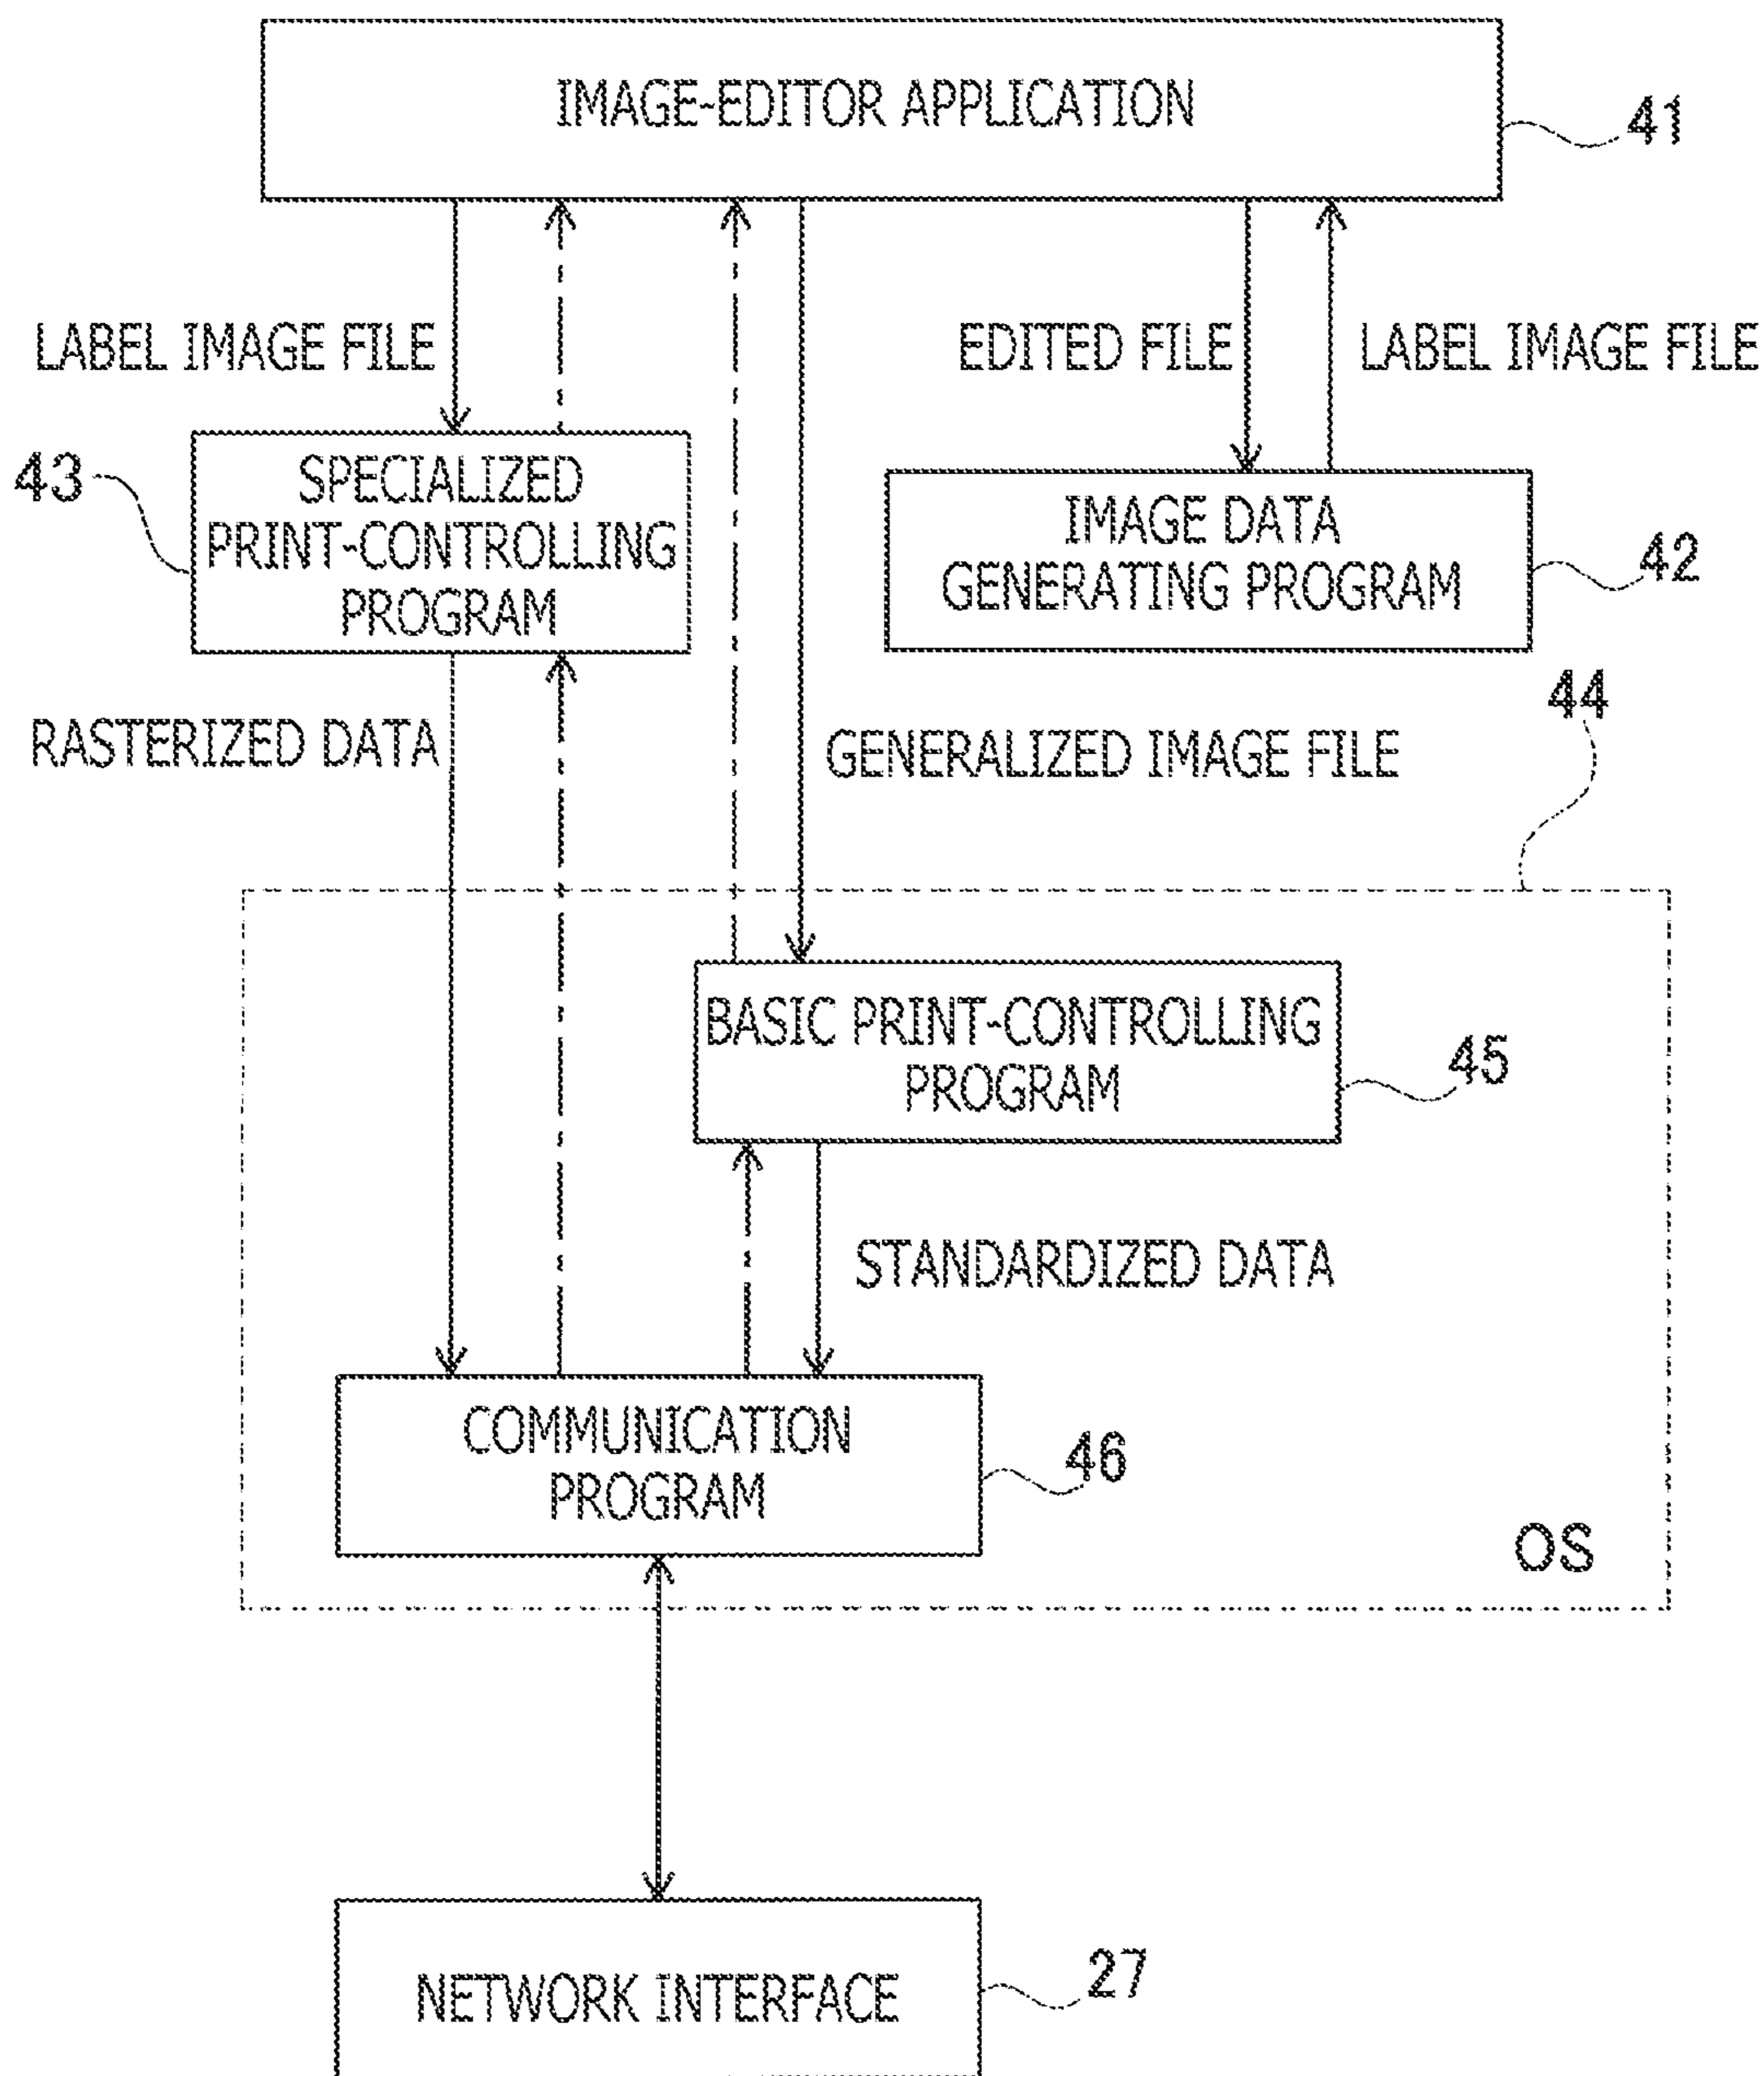 IMAGE-EDITOR APPLICATION
41
LABEL IMAGE FILE
EDITED FILE
LABEL IMAGE FILE
43
SPECIALIZED
PRINT-CONTROLLING
PROGRAM
IMAGE DATA
GENERATING PROGRAM
42
44
RASTERIZED DATA
GENERALIZED IMAGE FILE
BASIC PRINT-CONTROLLING
PROGRAM
45
STANDARDIZED DATA
COMMUNICATION
PROGRAM
46
OS
NETWORK INTERFACE
27